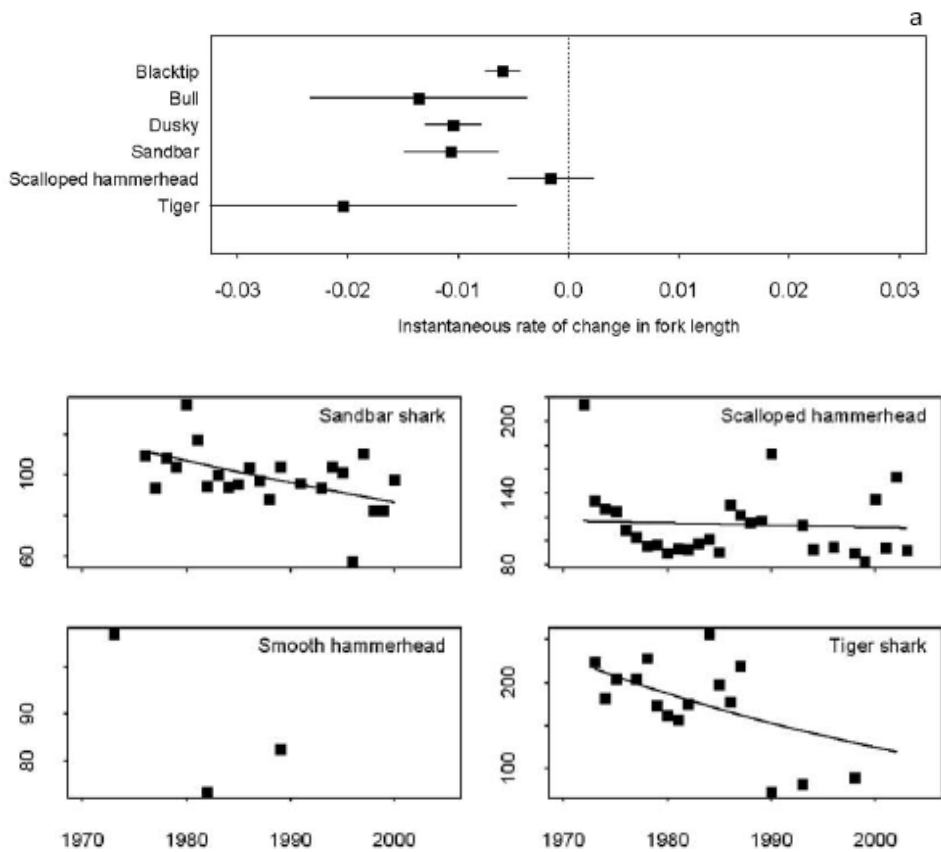 a
Blacktip
Bull
Dusky
Sandbar
Scalloped hammerhead
Tiger
-0.03 -0.02 -0.01 0.0 0.01 0.02 0.03
Instantaneous rate of change in fork length
Sandbar shark
100
60
Scalloped hammerhead
200
140
80
Smooth hammerhead
90
80
Tiger shark
200
100
1970 1980 1990 2000
1970 1980 1990 2000